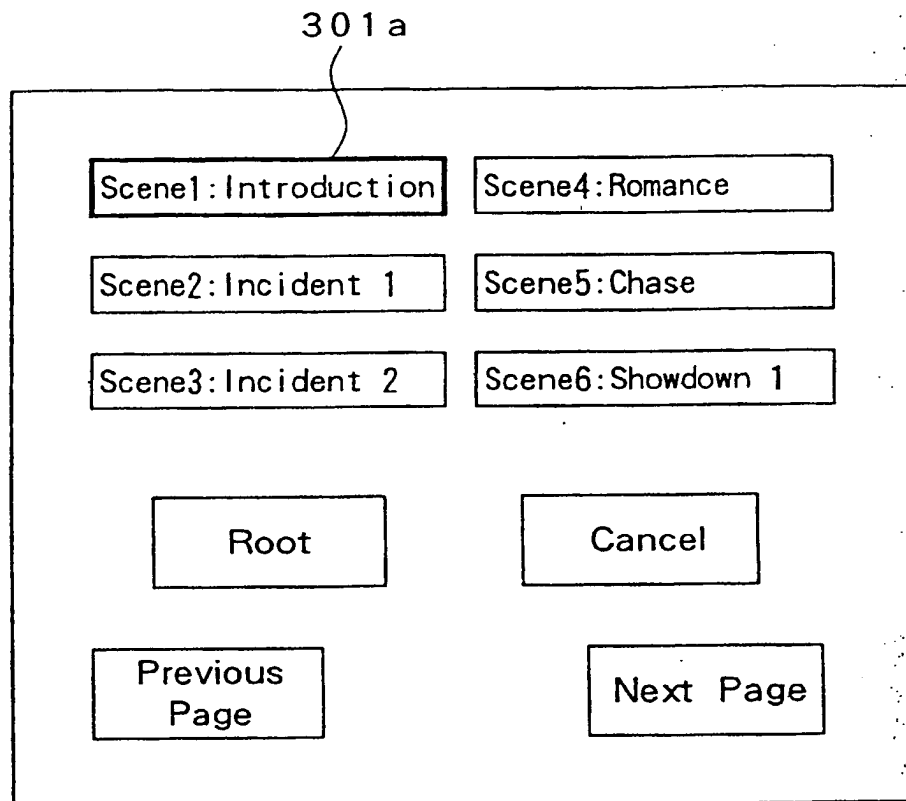 301a
Scene1:Introduction
Scene4:Romance
Scene2:Incident 1
Scene5:Chase
Scene3:Incident 2
Scene6:Showdown 1
Root
Cancel
Previous
Page
Next Page